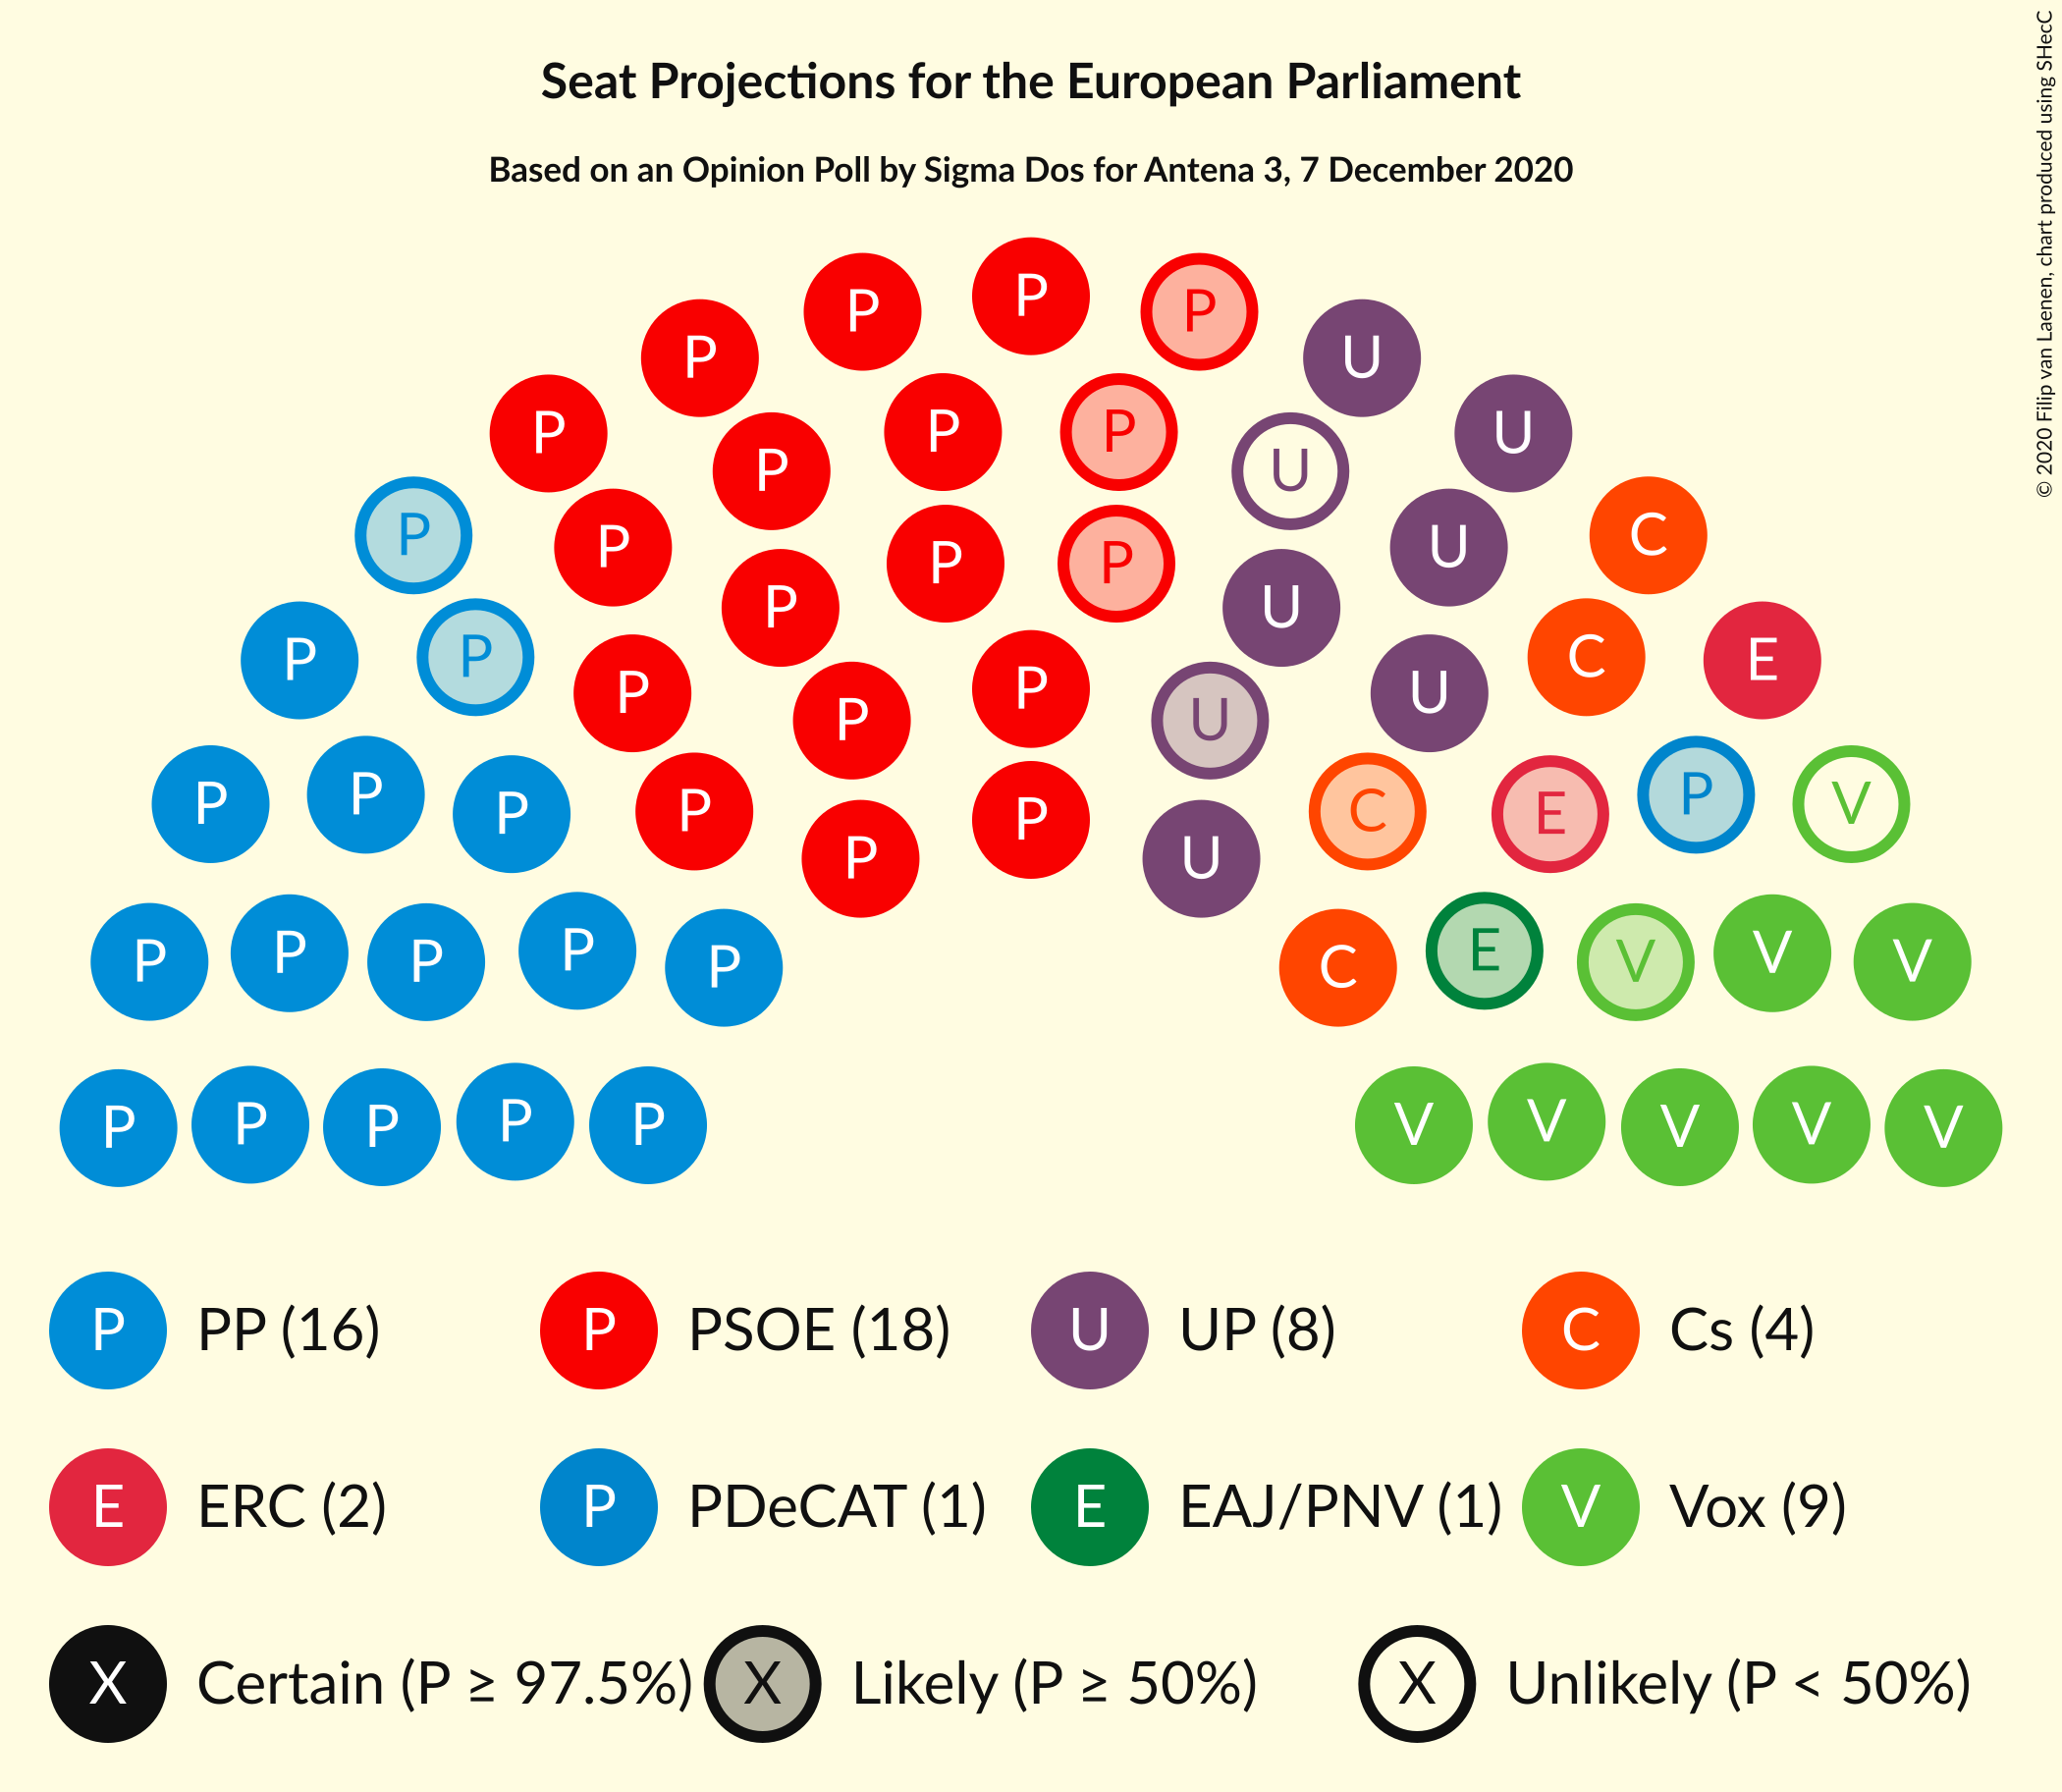 Seat Projections for the European Parliament
Based on an Opinion Poll by Sigma Dos for Antena 3, 7 December 2020
© 2020 Filip van Laenen, chart produced using SHecC
P
P P
P P U
P P P U
P P U U
P P P U C
P P U
P P C E
P P U
P P U
P P V
P P C E
P
P U
P P P P P C E V V V
P P P P P V V V V V
P PP (16) P PSOE (18) U UP (8) C Cs (4)
E ERC (2) P PDeCAT (1) E EAJ/PNV (1) V Vox (9)
X Certain (P ≥ 97.5%) X Likely (P ≥ 50%) X Unlikely (P < 50%)